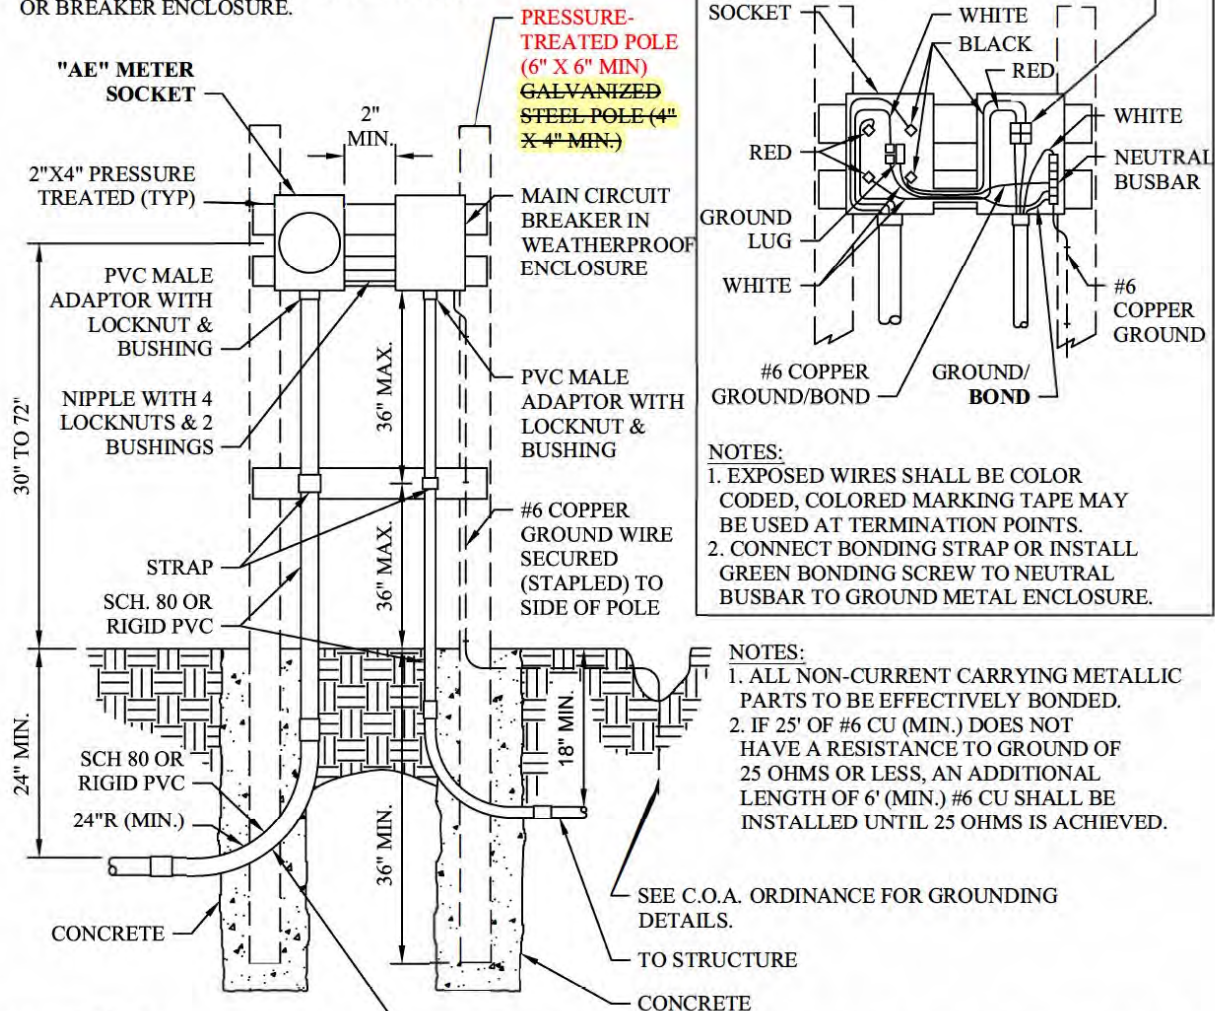 OR BREAKER ENCLOSURE.
"AE" METER
SOCKET
2"X4" PRESSURE
TREATED (TYP)
PVC MALE
ADAPTOR WITH
LOCKNUT &
BUSHING
NIPPLE WITH 4
LOCKNUTS & 2
BUSHINGS
30" TO 72"
STRAP
SCH. 80 OR
RIGID PVC
24" MIN.
SCH 80 OR
RIGID PVC
24"R (MIN.)
CONCRETE
2"
MIN.
36" MAX.
36" MAX.
36" MIN.
18" MIN.
PRESSURE-
TREATED POLE
(6" X 6" MIN)
GALVANIZED
STEEL POLE (4"
X 4" MIN.)
MAIN CIRCUIT
BREAKER IN
WEATHERPROOF
ENCLOSURE
PVC MALE
ADAPTOR WITH
LOCKNUT &
BUSHING
#6 COPPER
GROUND WIRE
SECURED
(STAPLED) TO
SIDE OF POLE
SOCKET
WHITE
BLACK
RED
WHITE
NEUTRAL
BUSBAR
RED
GROUND
LUG
WHITE
#6
COPPER
GROUND
#6 COPPER
GROUND/BOND
GROUND/
BOND
NOTES:
1. EXPOSED WIRES SHALL BE COLOR
CODED, COLORED MARKING TAPE MAY
BE USED AT TERMINATION POINTS.
2. CONNECT BONDING STRAP OR INSTALL
GREEN BONDING SCREW TO NEUTRAL
BUSBAR TO GROUND METAL ENCLOSURE.
NOTES:
1. ALL NON-CURRENT CARRYING METALLIC
PARTS TO BE EFFECTIVELY BONDED.
2. IF 25' OF #6 CU (MIN.) DOES NOT
HAVE A RESISTANCE TO GROUND OF
25 OHMS OR LESS, AN ADDITIONAL
LENGTH OF 6' (MIN.) #6 CU SHALL BE
INSTALLED UNTIL 25 OHMS IS ACHIEVED.
SEE C.O.A. ORDINANCE FOR GROUNDING
DETAILS.
TO STRUCTURE
CONCRETE